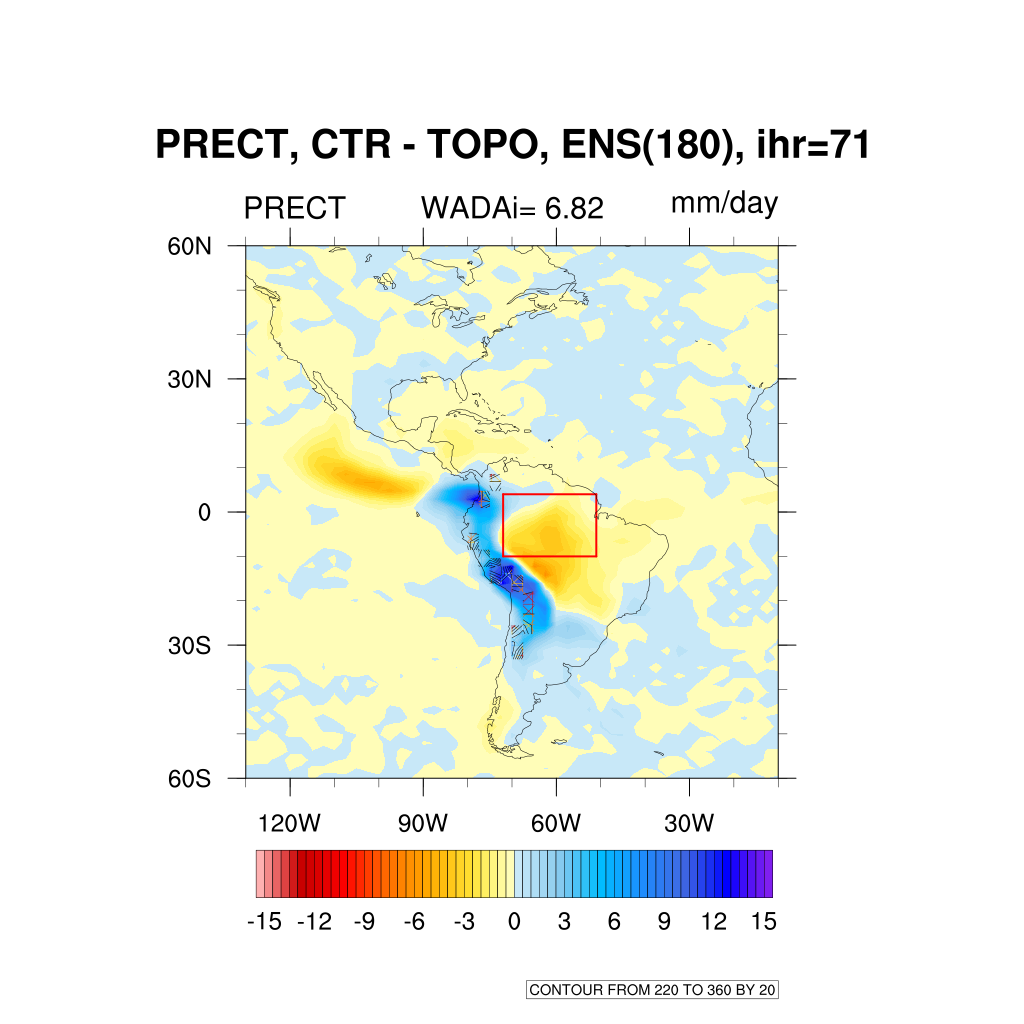 PRECT, CTR - TOPO, ENS(180), ihr=71
PRECT WADAi= 6.82 mm/day
60N
30N
0
30S
60S
120W 90W 60W 30W
-15 -12 -9 -6 -3 0 3 6 9 12 15
CONTOUR FROM 220 TO 360 BY 20